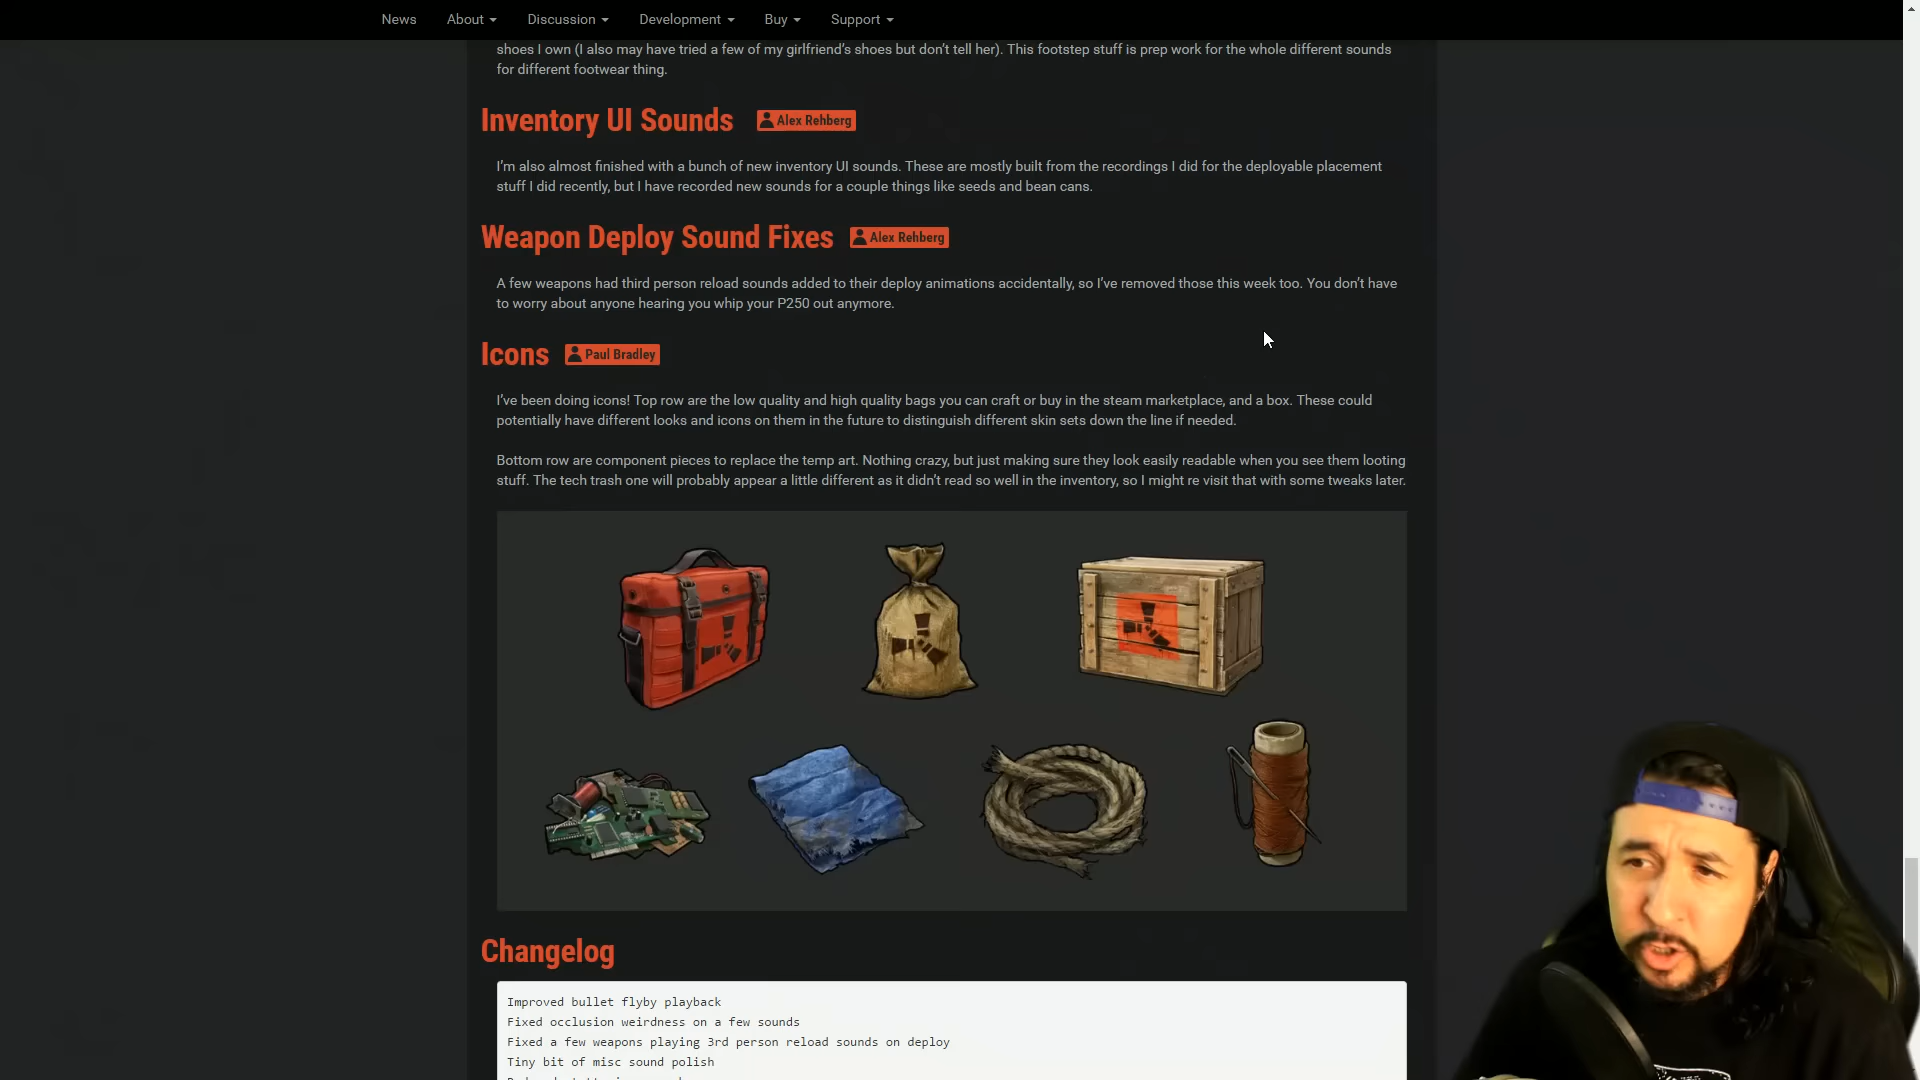 News About Discussion Development Buy Support
shoes I own (I also may have tried a few of my girlfriend's shoes but don't tell her). This footstep stuff is prep work for the whole different sounds
for different footwear thing.
Inventory UI Sounds Alex Rehberg
I'm also almost finished with a bunch of new inventory UI sounds. These are mostly built from the recordings I did for the deployable placement
stuff I did recently, but I have recorded new sounds for a couple things like seeds and bean cans.
Weapon Deploy Sound Fixes Alex Rehberg
A few weapons had third person reload sounds added to their deploy animations accidentally, so I've removed those this week too. You don't have
to worry about anyone hearing you whip your P250 out anymore.
Icons Paul Bradley
I've been doing icons! Top row are the low quality and high quality bags you can craft or buy in the steam marketplace, and a box. These could
potentially have different looks and icons on them in the future to distinguish different skin sets down the line if needed.
Bottom row are component pieces to replace the temp art. Nothing crazy, but just making sure they look easily readable when you see them looting
stuff. The tech trash one will probably appear a little different as it didn't read so well in the inventory, so I might re visit that with some tweaks later.
Changelog
Improved bullet flyby playback
Fixed occlusion weirdness on a few sounds
Fixed a few weapons playing 3rd person reload sounds on deploy
Tiny bit of misc sound polish